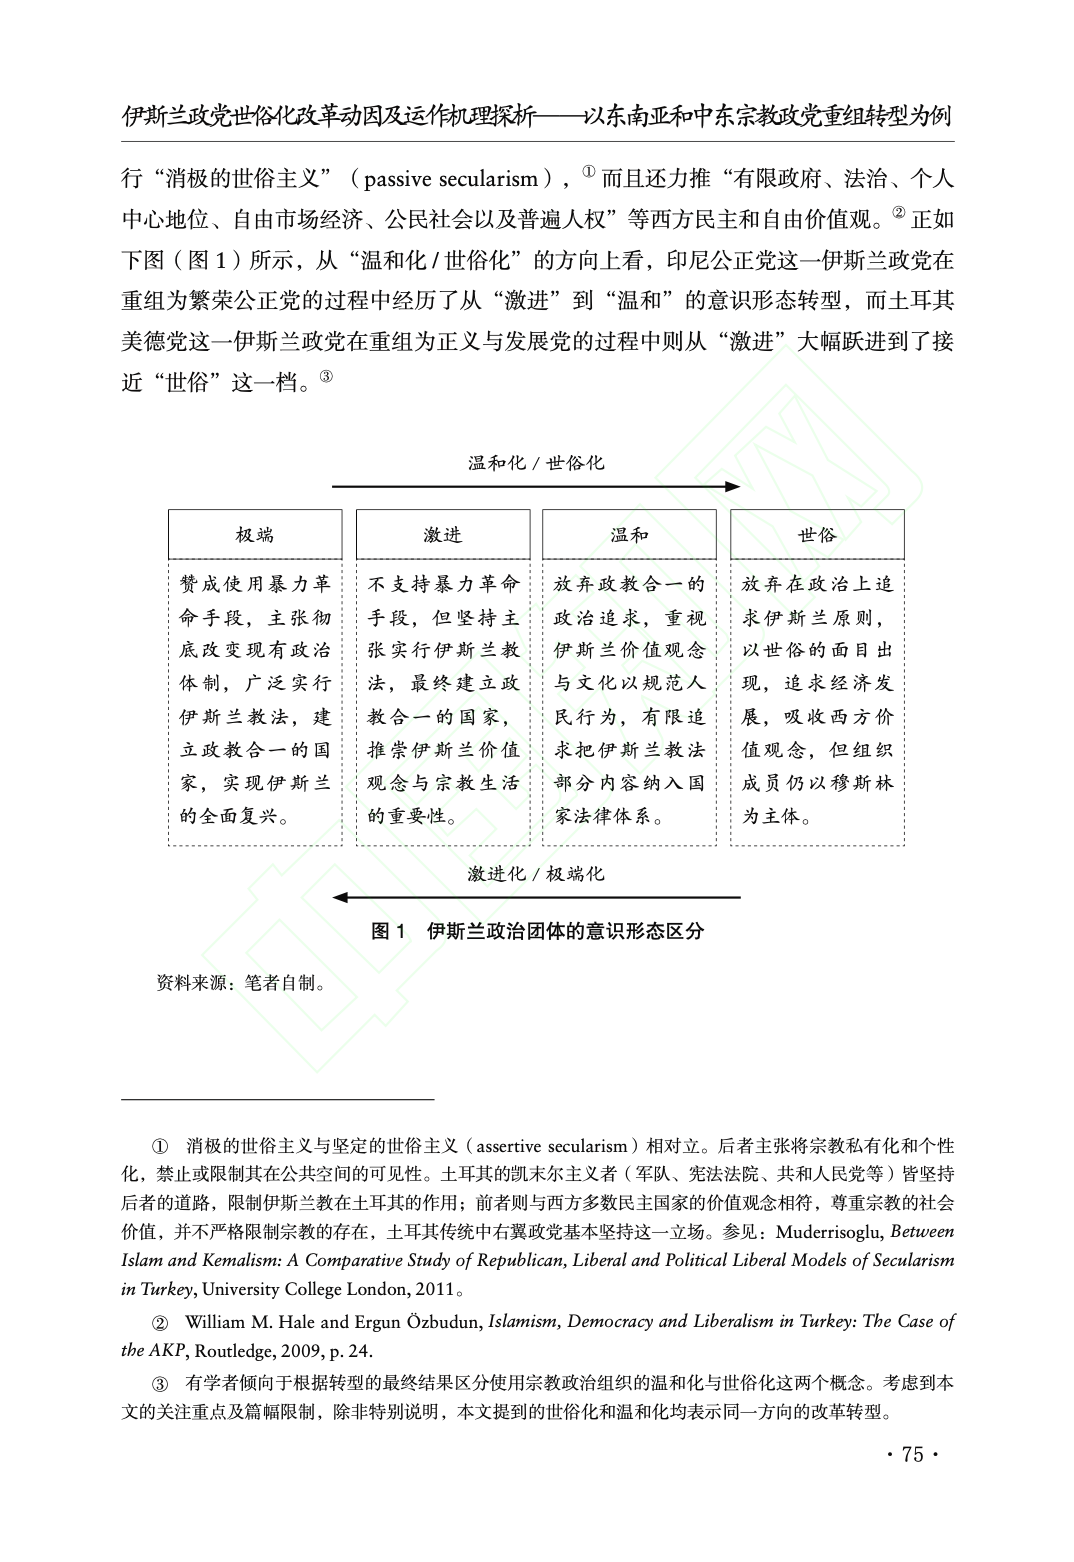 伊斯兰政党世俗化改革动因及运作机理探析——以东南亚和中东宗教政党重组转型为例
行“消极的世俗主义”（passive secularism），①而且还力推“有限政府、法治、个人
中心地位、自由市场经济、公民社会以及普遍人权”等西方民主和自由价值观。②正如
下图（图 1）所示，从“温和化 / 世俗化”的方向上看，印尼公正党这一伊斯兰政党在
重组为繁荣公正党的过程中经历了从“激进”到“温和”的意识形态转型，而土耳其
美德党这一伊斯兰政党在重组为正义与发展党的过程中则从“激进”大幅跃进到了接
近“世俗”这一档。③
温和化 / 世俗化
极端
赞成使用暴力革
命手段，主张彻
底改变现有政治
体制，广泛实行
伊斯兰教法，建
立政教合一的国
家，实现伊斯兰
的全面复兴。
激进
不支持暴力革命
手段，但坚持主
张实行伊斯兰教
法，最终建立政
教合一的国家，
推崇伊斯兰价值
观念与宗教生活
的重要性。
温和
放弃政教合一的
政治追求，重视
伊斯兰价值观念
与文化以规范人
民行为，有限追
求把伊斯兰教法
部分内容纳入国
家法律体系。
世俗
放弃在政治上追
求伊斯兰原则，
以世俗的面目出
现，追求经济发
展，吸收西方价
值观念，但组织
成员仍以穆斯林
为主体。
激进化 / 极端化
图 1 伊斯兰政治团体的意识形态区分
资料来源：笔者自制。
① 消极的世俗主义与坚定的世俗主义（assertive secularism）相对立。后者主张将宗教私有化和个性
化，禁止或限制其在公共空间的可见性。土耳其的凯末尔主义者（军队、宪法法院、共和人民党等）皆坚持
后者的道路，限制伊斯兰教在土耳其的作用；前者则与西方多数民主国家的价值观念相符，尊重宗教的社会
价值，并不严格限制宗教的存在，土耳其传统中右翼政党基本坚持这一立场。参见：Muderrisoglu, Between
Islam and Kemalism: A Comparative Study of Republican, Liberal and Political Liberal Models of Secularism
in Turkey, University College London, 2011。
② William M. Hale and Ergun Özbudun, Islamism, Democracy and Liberalism in Turkey: The Case of
the AKP, Routledge, 2009, p. 24.
③ 有学者倾向于根据转型的最终结果区分使用宗教政治组织的温和化与世俗化这两个概念。考虑到本
文的关注重点及篇幅限制，除非特别说明，本文提到的世俗化和温和化均表示同一方向的改革转型。
· 75 ·